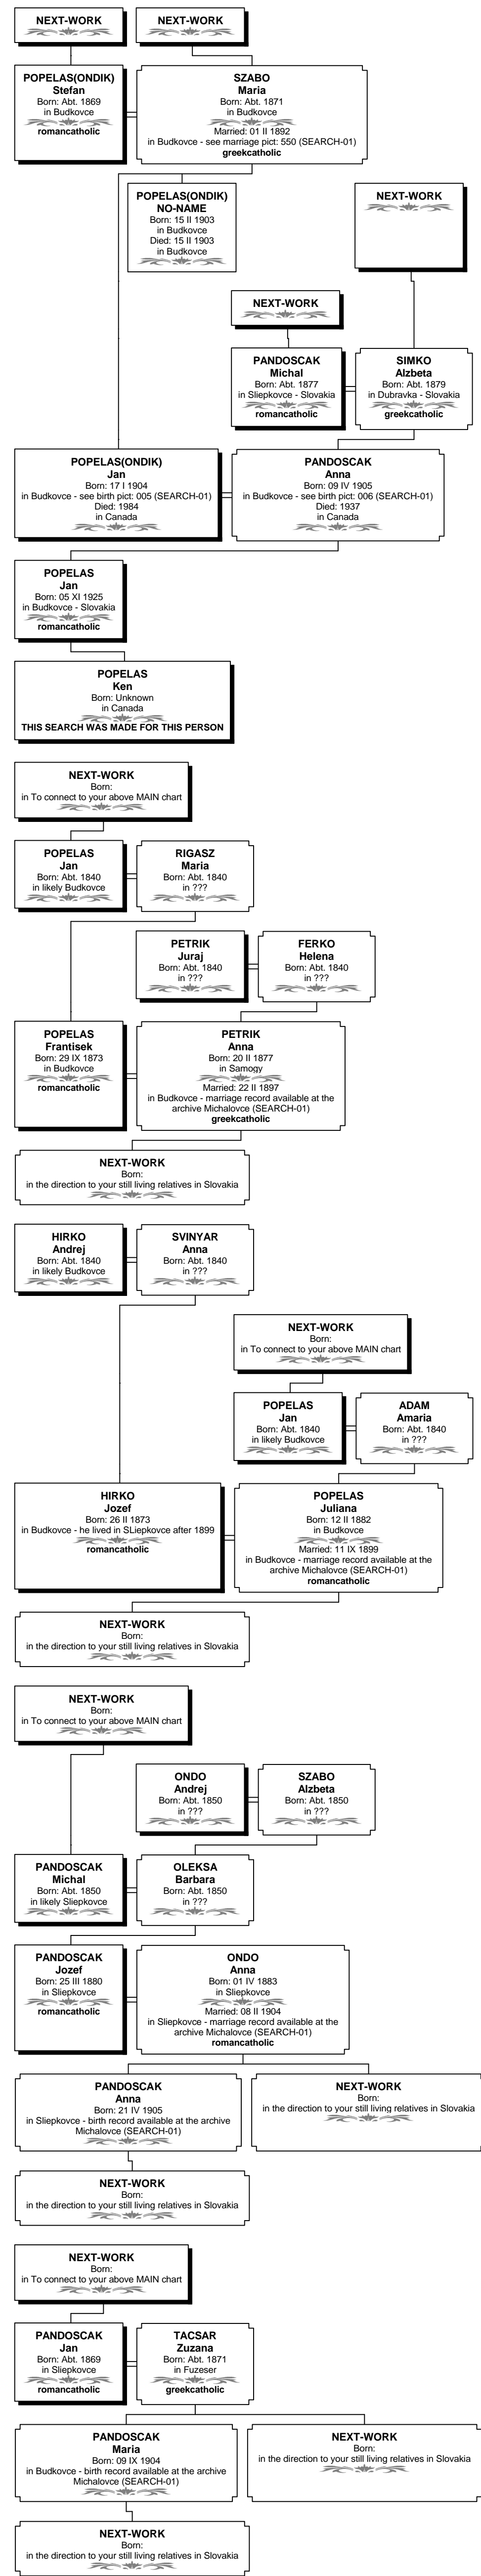 NEXT-WORK
NEXT-WORK
POPELAS(ONDIK)
Stefan
Born: Abt. 1869
in Budkovce
romancatholic
SZABO
Maria
Born: Abt. 1871
in Budkovce
Married: 01 II 1892
in Budkovce - see marriage pict: 550 (SEARCH-01)
greekcatholic
POPELAS(ONDIK)
NO-NAME
Born: 15 II 1903
in Budkovce
Died: 15 II 1903
in Budkovce
NEXT-WORK
NEXT-WORK
PANDOSCAK
Michal
Born: Abt. 1877
in Sliepkovce - Slovakia
romancatholic
SIMKO
Alzbeta
Born: Abt. 1879
in Dubravka - Slovakia
greekcatholic
POPELAS(ONDIK)
Jan
Born: 17 I 1904
in Budkovce - see birth pict: 005 (SEARCH-01)
Died: 1984
in Canada
PANDOSCAK
Anna
Born: 09 IV 1905
in Budkovce - see birth pict: 006 (SEARCH-01)
Died: 1937
in Canada
POPELAS
Jan
Born: 05 XI 1925
in Budkovce - Slovakia
romancatholic
POPELAS
Ken
Born: Unknown
in Canada
THIS SEARCH WAS MADE FOR THIS PERSON
NEXT-WORK
Born:
in To connect to your above MAIN chart
POPELAS
Jan
Born: Abt. 1840
in likely Budkovce
RIGASZ
Maria
Born: Abt. 1840
in ???
PETRIK
Juraj
Born: Abt. 1840
in ???
FERKO
Helena
Born: Abt. 1840
in ???
POPELAS
Frantisek
Born: 29 IX 1873
in Budkovce
romancatholic
PETRIK
Anna
Born: 20 II 1877
in Samogy
Married: 22 II 1897
in Budkovce - marriage record available at the
archive Michalovce (SEARCH-01)
greekcatholic
NEXT-WORK
Born:
in the direction to your still living relatives in Slovakia
HIRKO
Andrej
Born: Abt. 1840
in likely Budkovce
SVINYAR
Anna
Born: Abt. 1840
in ???
NEXT-WORK
Born:
in To connect to your above MAIN chart
POPELAS
Jan
Born: Abt. 1840
in likely Budkovce
ADAM
Amaria
Born: Abt. 1840
in ???
HIRKO
Jozef
Born: 26 II 1873
in Budkovce - he lived in SLiepkovce after 1899
romancatholic
POPELAS
Juliana
Born: 12 II 1882
in Budkovce
Married: 11 IX 1899
in Budkovce - marriage record available at the
archive Michalovce (SEARCH-01)
romancatholic
NEXT-WORK
Born:
in the direction to your still living relatives in Slovakia
NEXT-WORK
Born:
in To connect to your above MAIN chart
ONDO
Andrej
Born: Abt. 1850
in ???
SZABO
Alzbeta
Born: Abt. 1850
in ???
PANDOSCAK
Michal
Born: Abt. 1850
in likely Sliepkovce
OLEKSA
Barbara
Born: Abt. 1850
in ???
PANDOSCAK
Jozef
Born: 25 III 1880
in Sliepkovce
romancatholic
ONDO
Anna
Born: 01 IV 1883
in Sliepkovce
Married: 08 II 1904
in Sliepkovce - marriage record available at the
archive Michalovce (SEARCH-01)
romancatholic
PANDOSCAK
Anna
Born: 21 IV 1905
in Sliepkovce - birth record available at the archive
Michalovce (SEARCH-01)
NEXT-WORK
Born:
in the direction to your still living relatives in Slovakia
NEXT-WORK
Born:
in the direction to your still living relatives in Slovakia
NEXT-WORK
Born:
in To connect to your above MAIN chart
PANDOSCAK
Jan
Born: Abt. 1869
in Sliepkovce
romancatholic
TACSAR
Zuzana
Born: Abt. 1871
in Fuzeser
greekcatholic
PANDOSCAK
Maria
Born: 09 IX 1904
in Budkovce - birth record available at the archive
Michalovce (SEARCH-01)
NEXT-WORK
Born:
in the direction to your still living relatives in Slovakia
NEXT-WORK
Born:
in the direction to your still living relatives in Slovakia